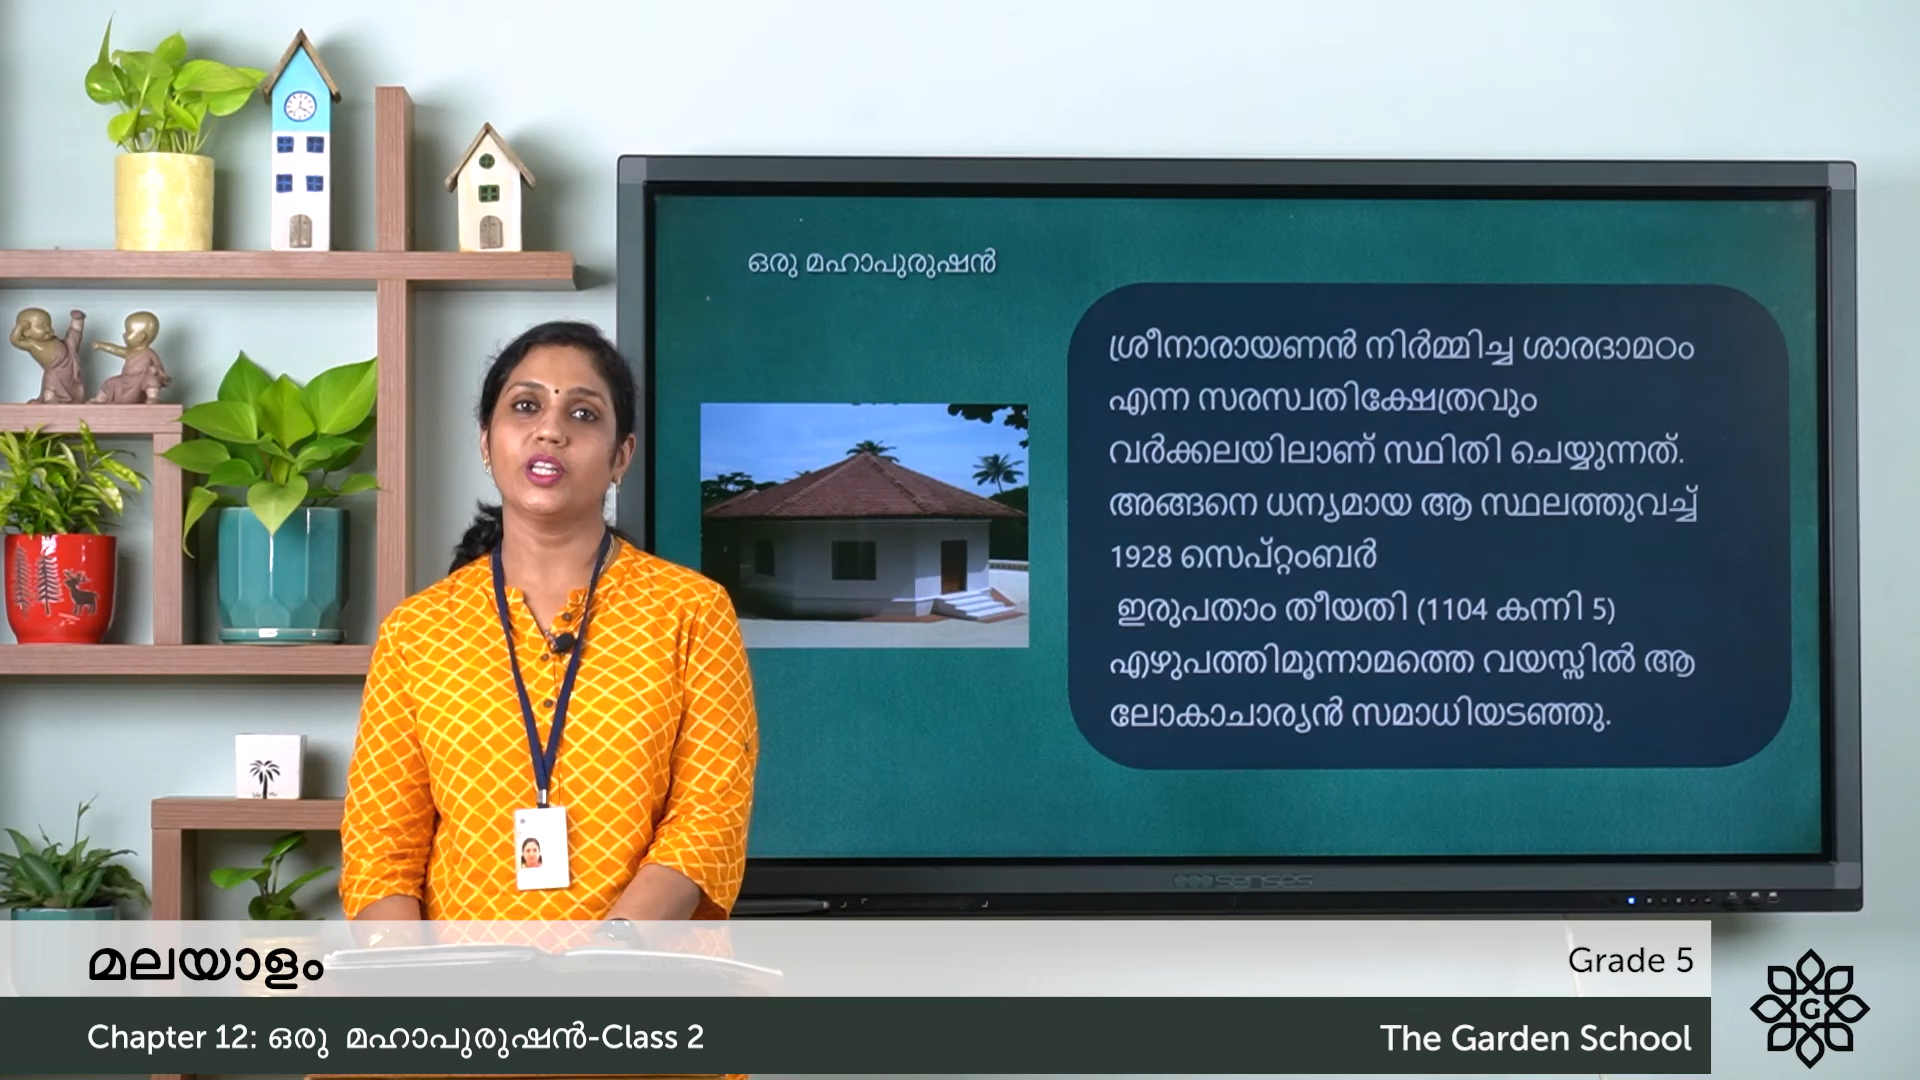 ഒരു മഹാപുരുഷൻ
ശ്രീനാരായണൻ നിർമ്മിച്ച ശാരദാമഠം
എന്ന സരസ്വതിക്ഷേത്രവും
വർക്കലയിലാണ് സ്ഥിതി ചെയ്യുന്നത്.
അങ്ങനെ ധന്യമായ ആ സ്ഥലത്തുവച്ച്
1928 സെപ്റ്റംബർ
ഇരുപതാം തീയതി (1104 കന്നി 5)
എഴുപത്തിമൂന്നാമത്തെ വയസ്സിൽ ആ
ലോകാചാര്യൻ സമാധിയടഞ്ഞു.
senses
മലയാളം
Grade 5
Chapter 12: ഒരു മഹാപുരുഷൻ-Class 2
The Garden School
G